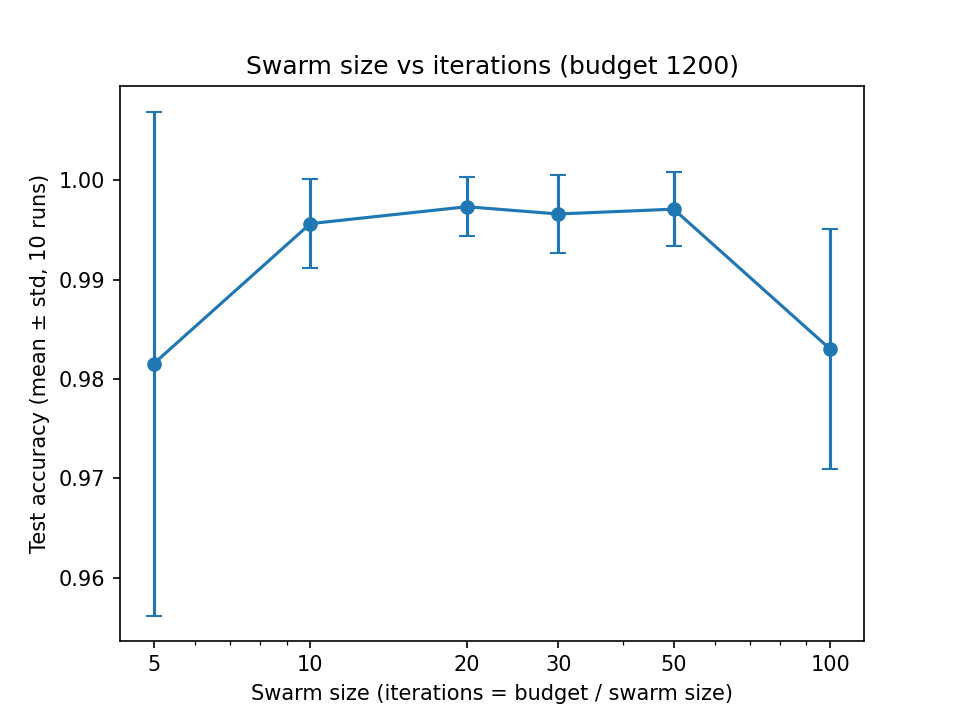 Swarm size vs iterations (budget 1200)
Test accuracy (mean ± std, 10 runs)
1.00
0.99
0.98
0.97
0.96
5 10 20 30 50 100
Swarm size (iterations = budget / swarm size)